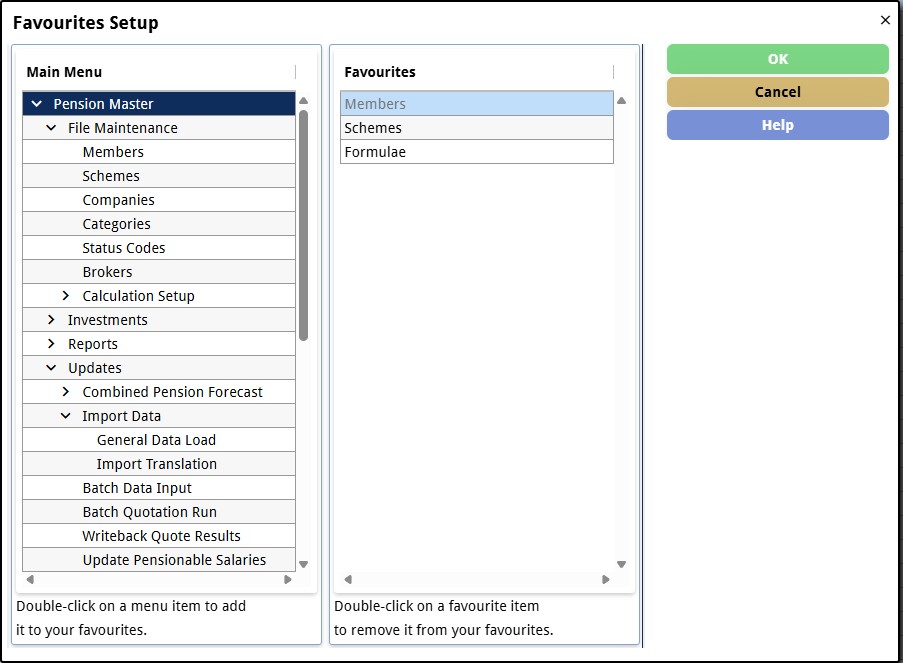 Favourites Setup
Main Menu
Pension Master
File Maintenance
Members
Schemes
Companies
Categories
Status Codes
Brokers
Calculation Setup
Investments
Reports
Updates
Combined Pension Forecast
Import Data
General Data Load
Import Translation
Batch Data Input
Batch Quotation Run
Writeback Quote Results
Update Pensionable Salaries
Double-click on a menu item to add
it to your favourites.
Favourites
Members
Schemes
Formulae
Double-click on a favourite item
to remove it from your favourites.
OK
Cancel
Help